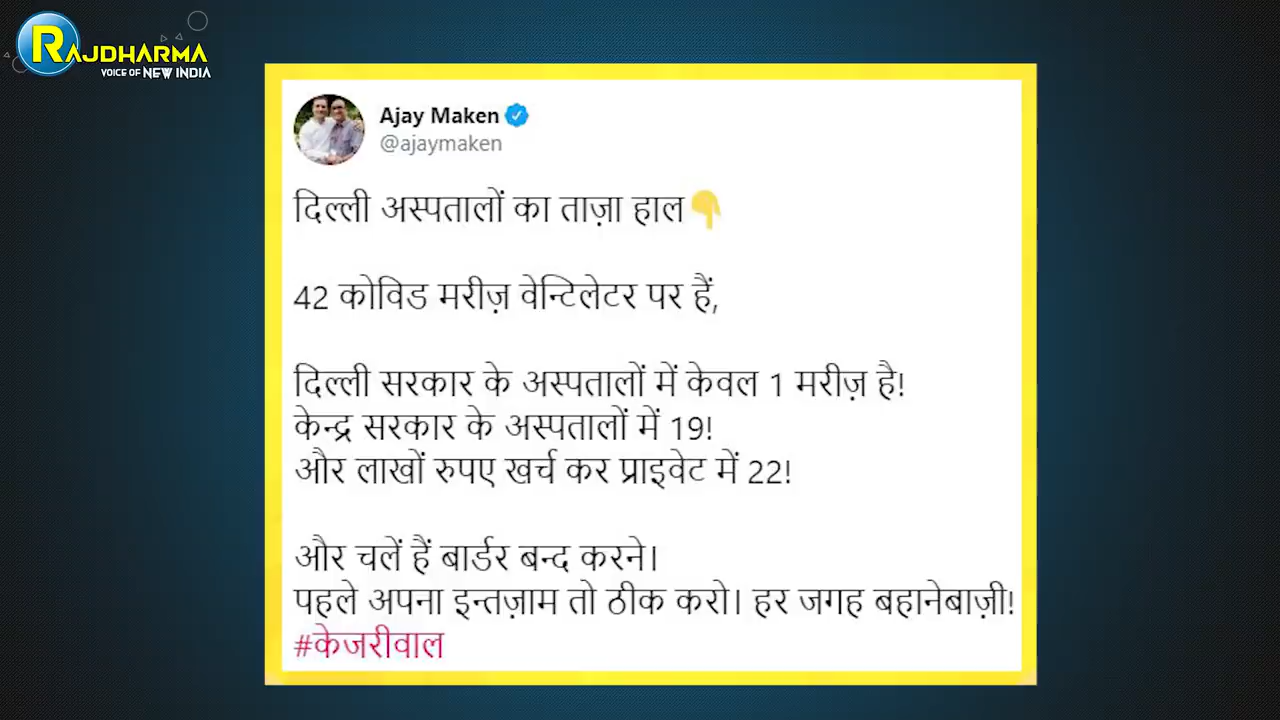 RAJDHARMA
VOICE OF NEW INDIA
Ajay Maken
@ajaymaken
दिल्ली अस्पतालों का ताज़ा हाल👇
42 कोविड मरीज़ वेन्टिलेटर पर हैं,
दिल्ली सरकार के अस्पतालों में केवल 1 मरीज़ है!
केन्द्र सरकार के अस्पतालों में 19!
और लाखों रुपए खर्च कर प्राइवेट में 22!
और चलें हैं बार्डर बन्द करने।
पहले अपना इन्तज़ाम तो ठीक करो। हर जगह बहानेबाज़ी!
#केजरीवाल